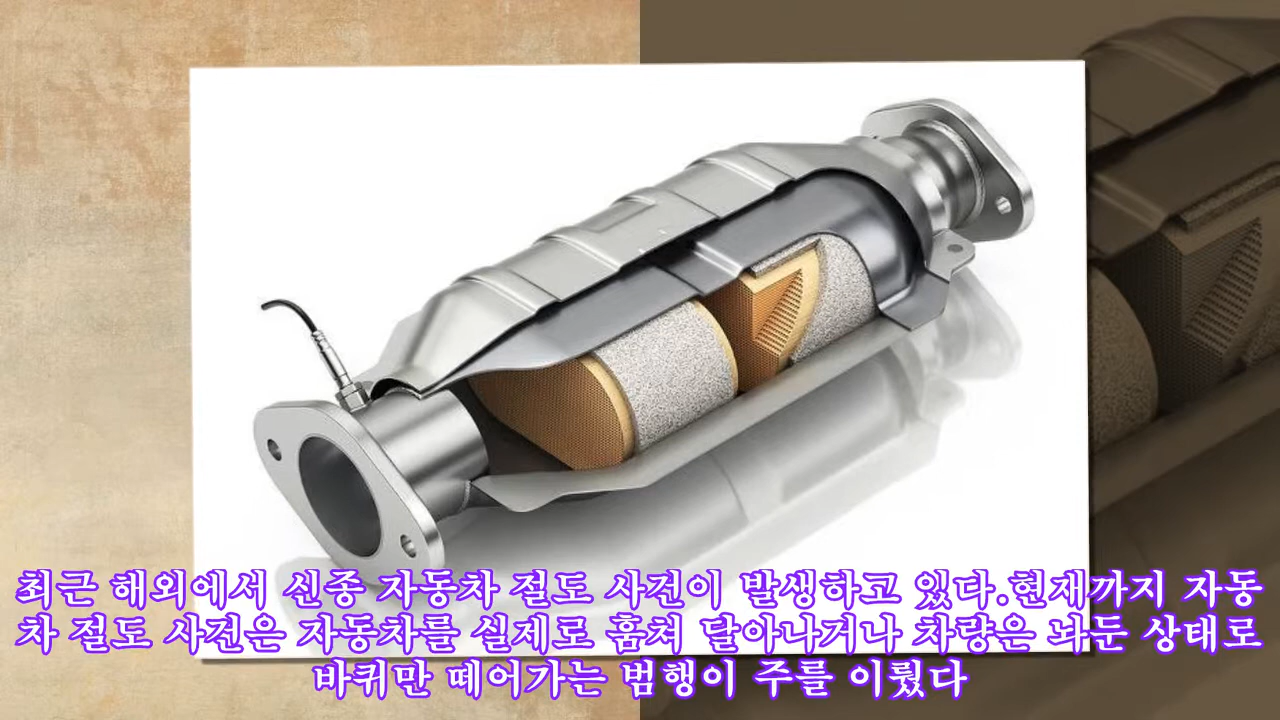 최근 해외에서 신종 자동차 절도 사건이 발생하고 있다.현재까지 자동
차 절도 사건은 자동차를 실제로 훔쳐 달아나거나 차량은 놔둔 상태로
바퀴만 떼어가는 범행이 주를 이뤘다